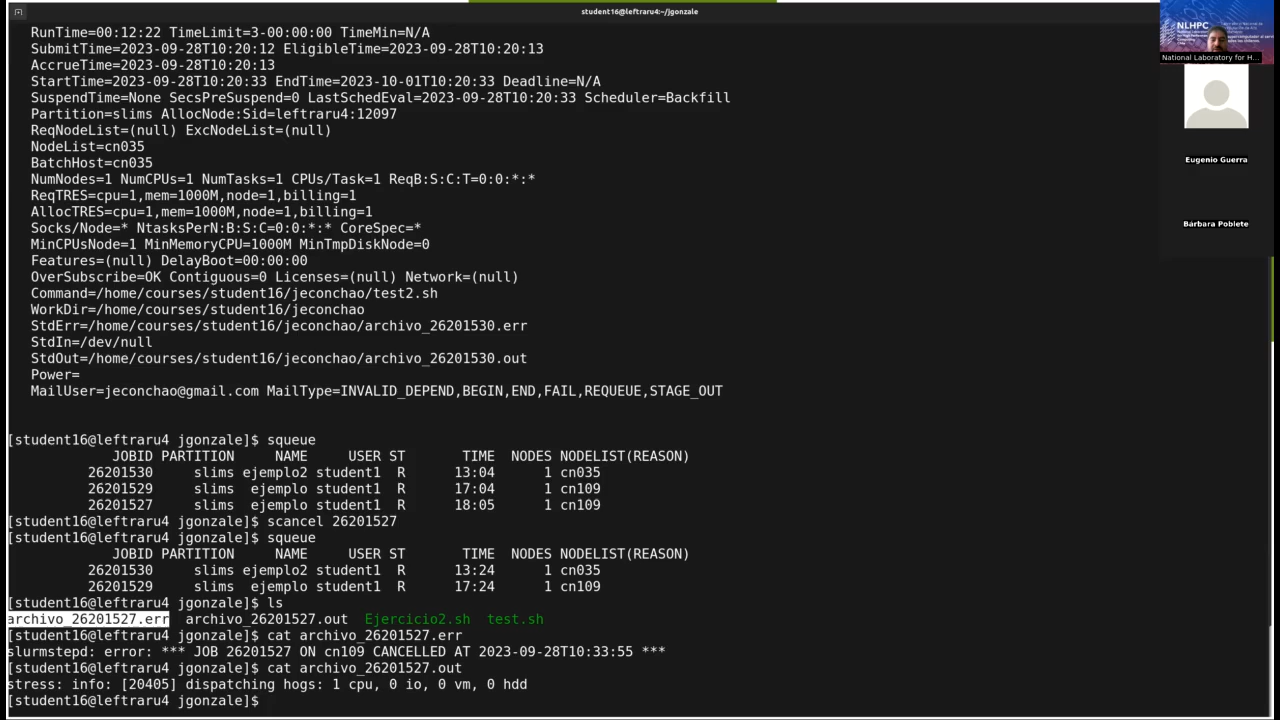 student16@leftraru4:~/jgonzale
RunTime=00:12:22 TimeLimit=3-00:00:00 TimeMin=N/A
SubmitTime=2023-09-28T10:20:12 EligibleTime=2023-09-28T10:20:13
AccrueTime=2023-09-28T10:20:13
StartTime=2023-09-28T10:20:33 EndTime=2023-10-01T10:20:33 Deadline=N/A
SuspendTime=None SecsPreSuspend=0 LastSchedEval=2023-09-28T10:20:33 Scheduler=Backfill
Partition=slims AllocNode:Sid=leftraru4:12097
ReqNodeList=(null) ExcNodeList=(null)
NodeList=cn035
BatchHost=cn035
NumNodes=1 NumCPUs=1 NumTasks=1 CPUs/Task=1 ReqB:S:C:T=0:0:*:*
ReqTRES=cpu=1,mem=1000M,node=1,billing=1
AllocTRES=cpu=1,mem=1000M,node=1,billing=1
Socks/Node=* NtasksPerN:B:S:C=0:0:*:* CoreSpec=*
MinCPUsNode=1 MinMemoryCPU=1000M MinTmpDiskNode=0
Features=(null) DelayBoot=00:00:00
OverSubscribe=OK Contiguous=0 Licenses=(null) Network=(null)
Command=/home/courses/student16/jeconchao/test2.sh
WorkDir=/home/courses/student16/jeconchao
StdErr=/home/courses/student16/jeconchao/archivo_26201530.err
StdIn=/dev/null
StdOut=/home/courses/student16/jeconchao/archivo_26201530.out
Power=
MailUser=jeconchao@gmail.com MailType=INVALID_DEPEND,BEGIN,END,FAIL,REQUEUE,STAGE_OUT
[student16@leftraru4 jgonzale]$ squeue
JOBID PARTITION NAME USER ST TIME NODES NODELIST(REASON)
26201530 slims ejemplo2 student1 R 13:04 1 cn035
26201529 slims ejemplo student1 R 17:04 1 cn109
26201527 slims ejemplo student1 R 18:05 1 cn109
[student16@leftraru4 jgonzale]$ scancel 26201527
[student16@leftraru4 jgonzale]$ squeue
JOBID PARTITION NAME USER ST TIME NODES NODELIST(REASON)
26201530 slims ejemplo2 student1 R 13:24 1 cn035
26201529 slims ejemplo student1 R 17:24 1 cn109
[student16@leftraru4 jgonzale]$ ls
archivo_26201527.err archivo_26201527.out Ejercicio2.sh test.sh
[student16@leftraru4 jgonzale]$ cat archivo_26201527.err
slurmstepd: error: *** JOB 26201527 ON cn109 CANCELLED AT 2023-09-28T10:33:55 ***
[student16@leftraru4 jgonzale]$ cat archivo_26201527.out
stress: info: [20405] dispatching hogs: 1 cpu, 0 io, 0 vm, 0 hdd
[student16@leftraru4 jgonzale]$
NLHPC
National Laboratory for H...
Eugenio Guerra
Bárbara Poblete